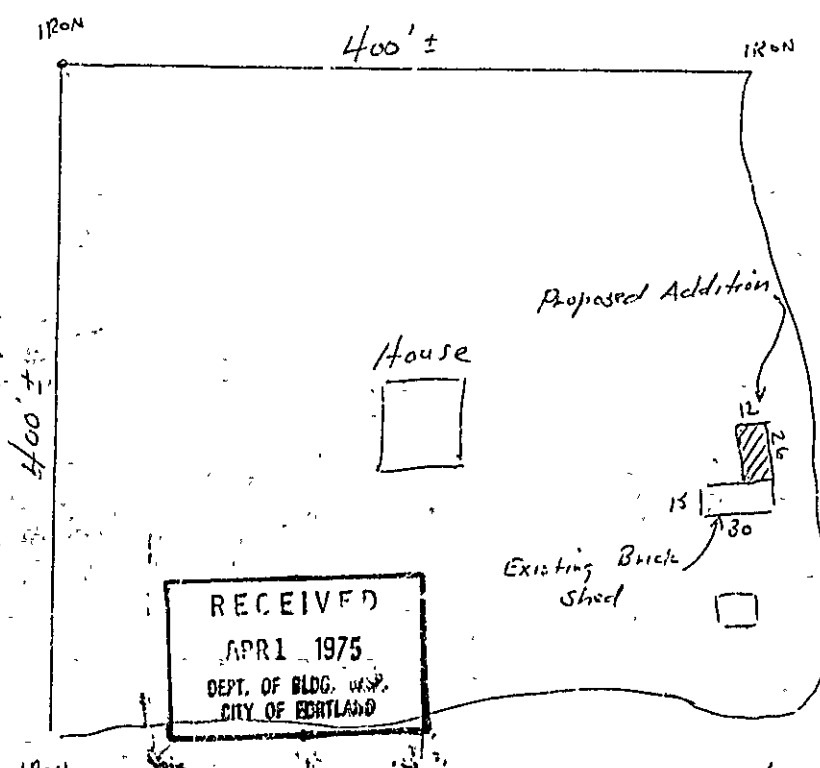 IRON
400' ±
IRON
Proposed Addition
House
400' ±
12
26
15
30
Existing Brick
Shed
RECEIVED
APR 1 1975
DEPT. OF BLDG. INSP.
CITY OF PORTLAND
IRON